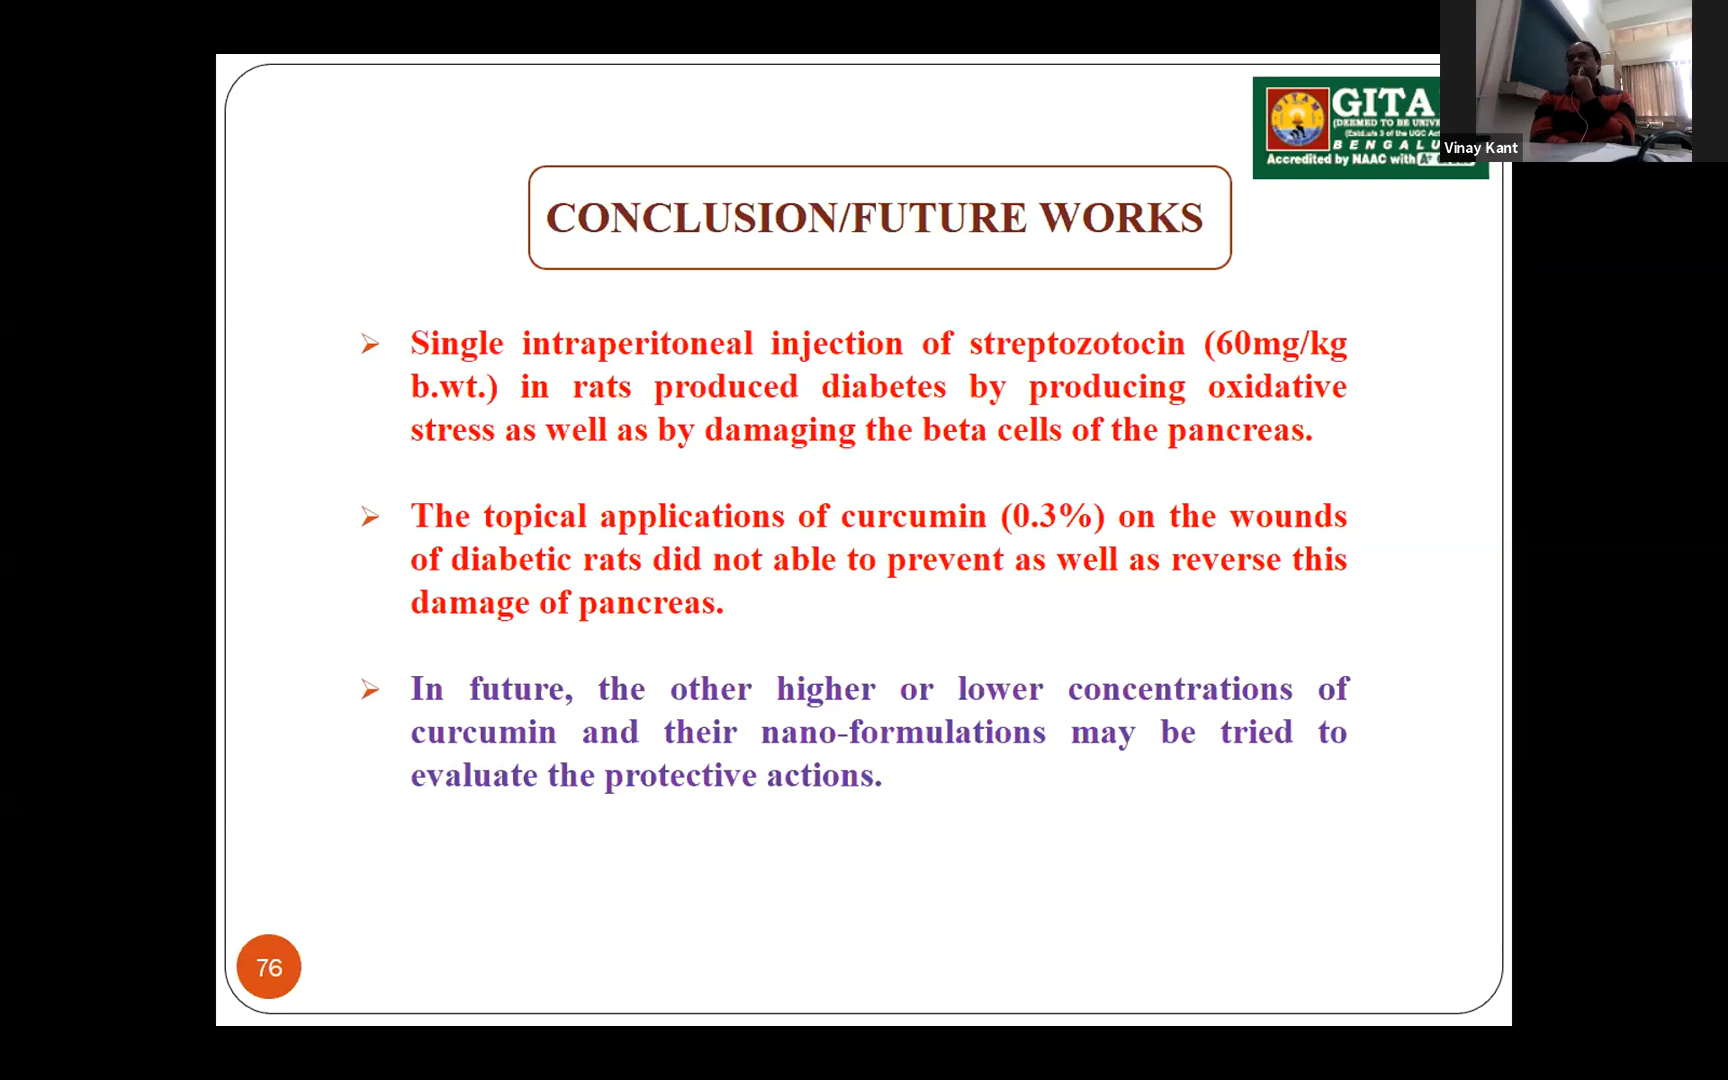 GITA
(DEEMED TO BE UNIVE
(Estd.u/s 3 of the UGC Act
BENGALU
Accredited by NAAC with A+
GITAM
Vinay Kant
CONCLUSION/FUTURE WORKS
Single intraperitoneal injection of streptozotocin (60mg/kg
b.wt.) in rats produced diabetes by producing oxidative
stress as well as by damaging the beta cells of the pancreas.
The topical applications of curcumin (0.3%) on the wounds
of diabetic rats did not able to prevent as well as reverse this
damage of pancreas.
In future, the other higher or lower concentrations of
curcumin and their nano-formulations may be tried to
evaluate the protective actions.
76